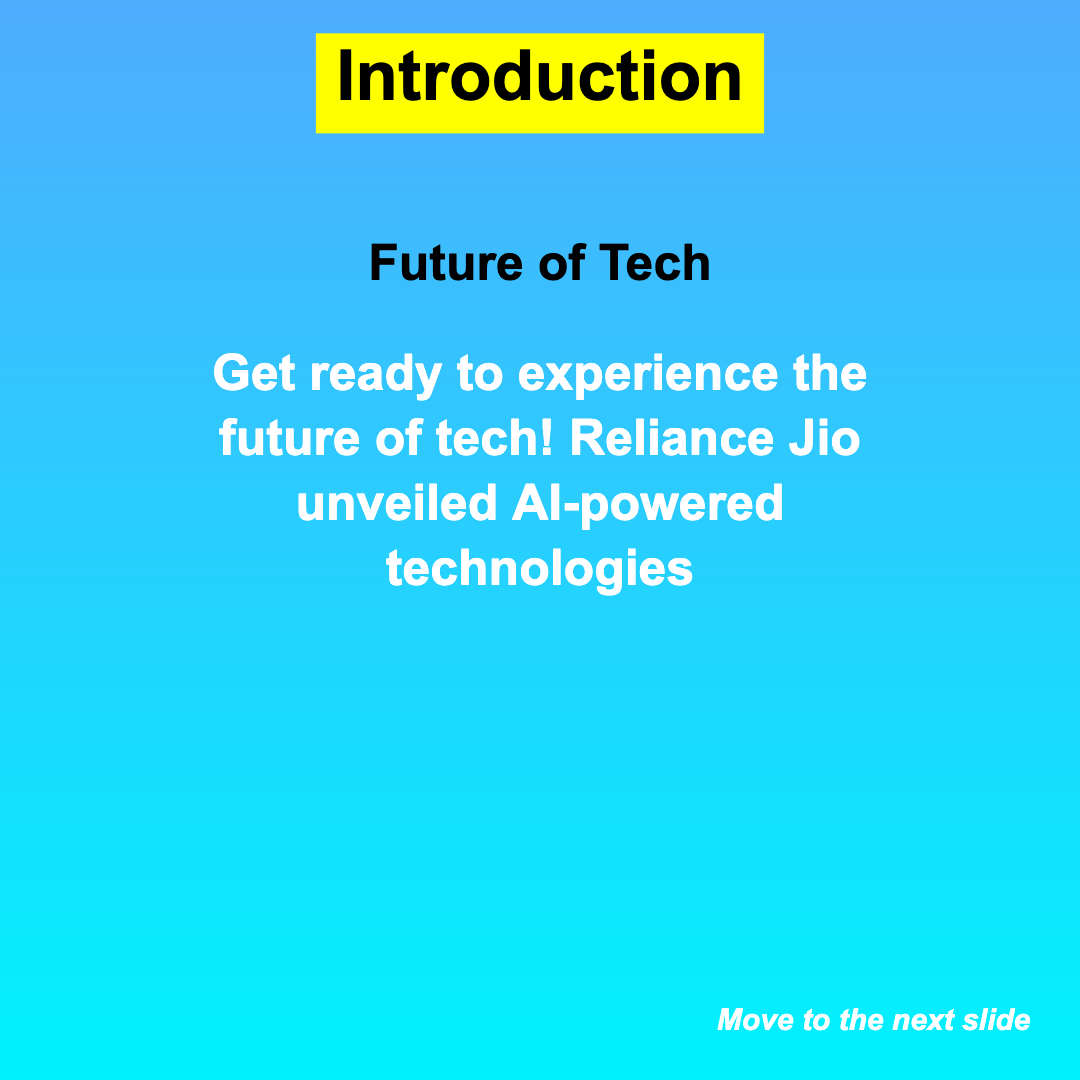 Introduction
Future of Tech
Get ready to experience the
future of tech! Reliance Jio
unveiled AI-powered
technologies
Move to the next slide